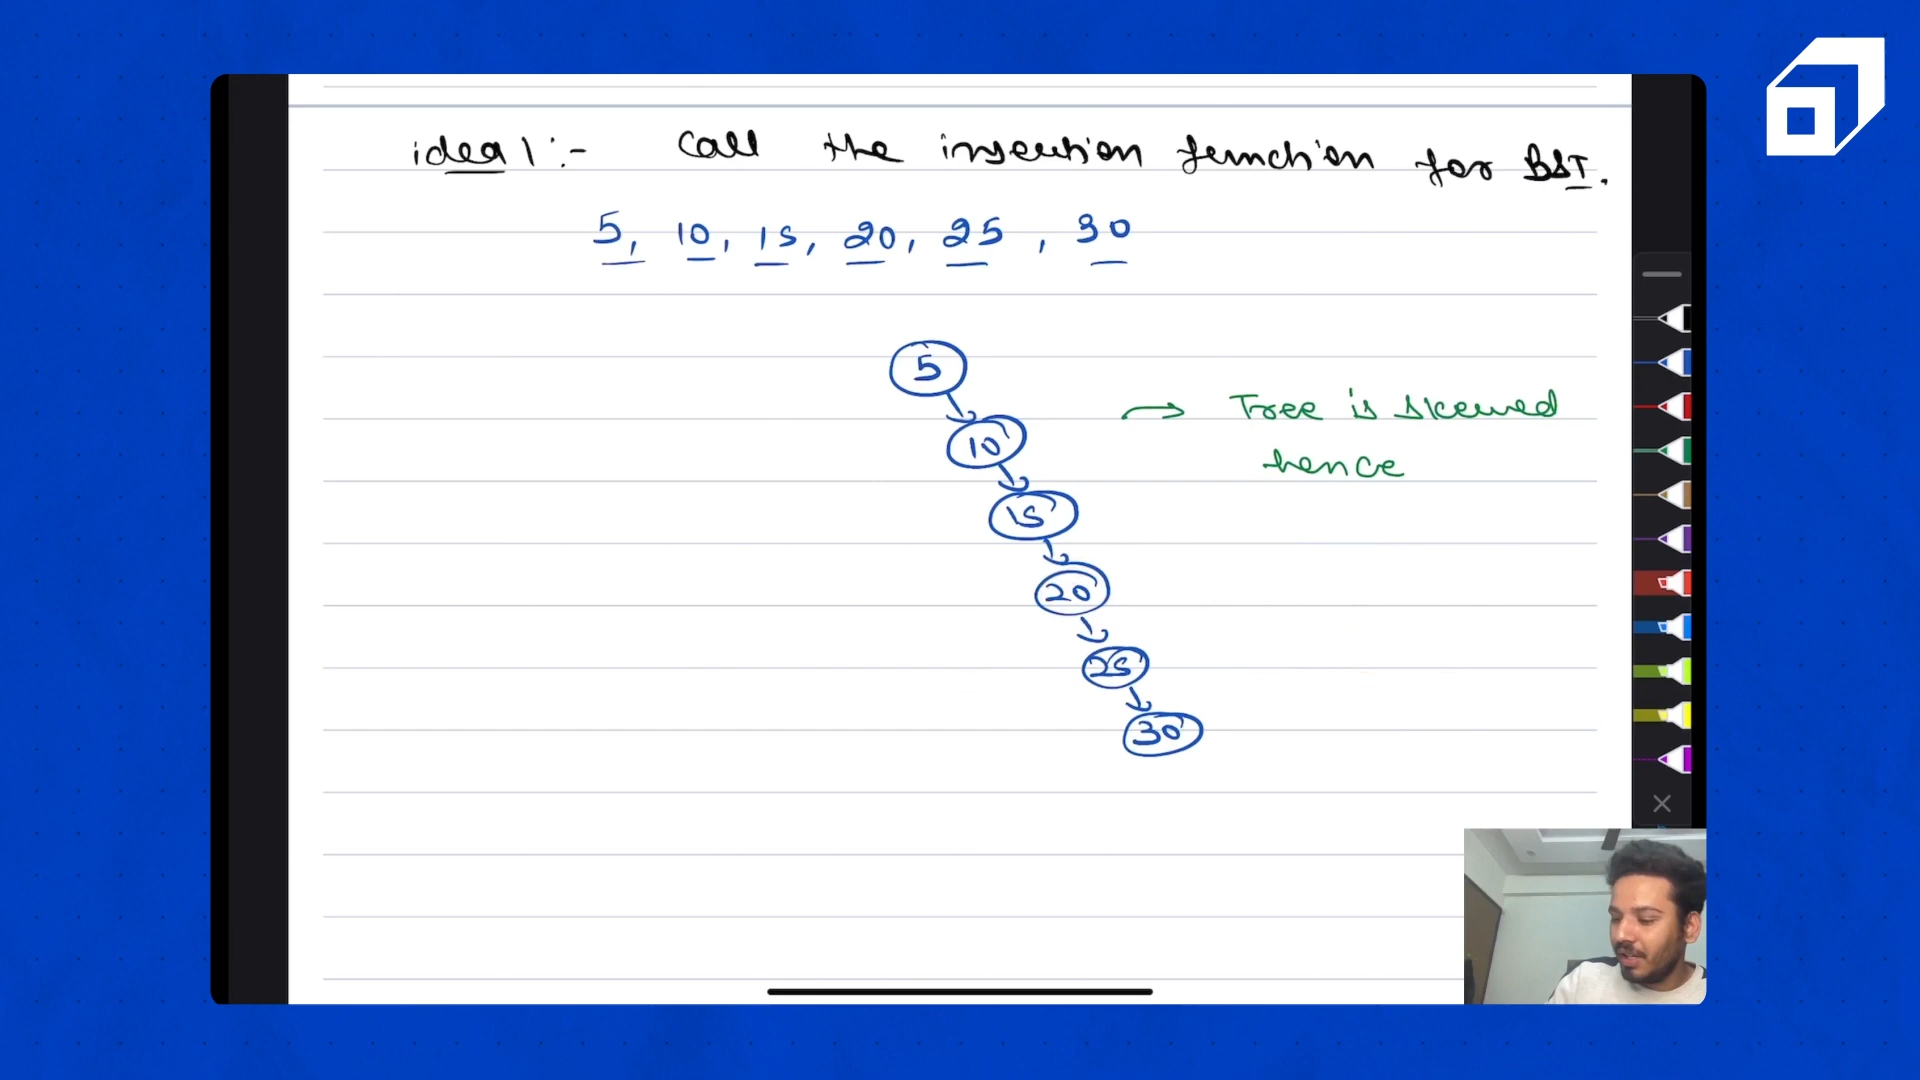 idea 1 :- Call the insertion function for BST.
5, 10, 15, 20, 25, 30
5
10
→ Tree is skewed
hence
15
20
25
30